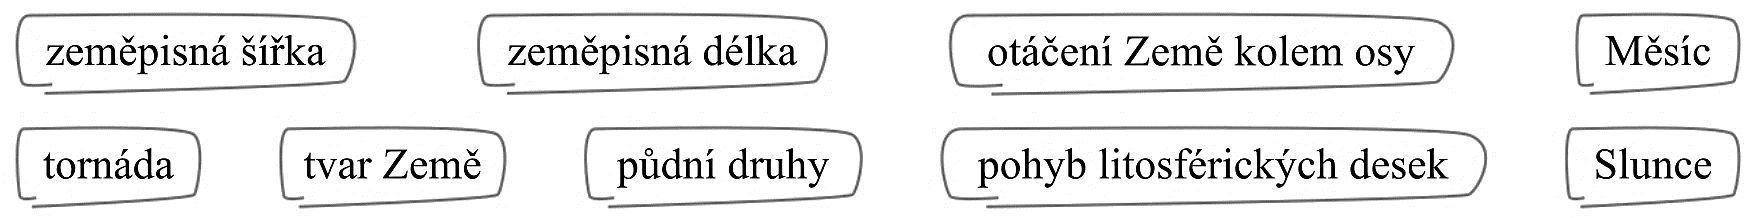 zeměpisná šířka zeměpisná délka otáčení Země kolem osy Měsíc
tornáda tvar Země půdní druhy pohyb litosférických desek Slunce